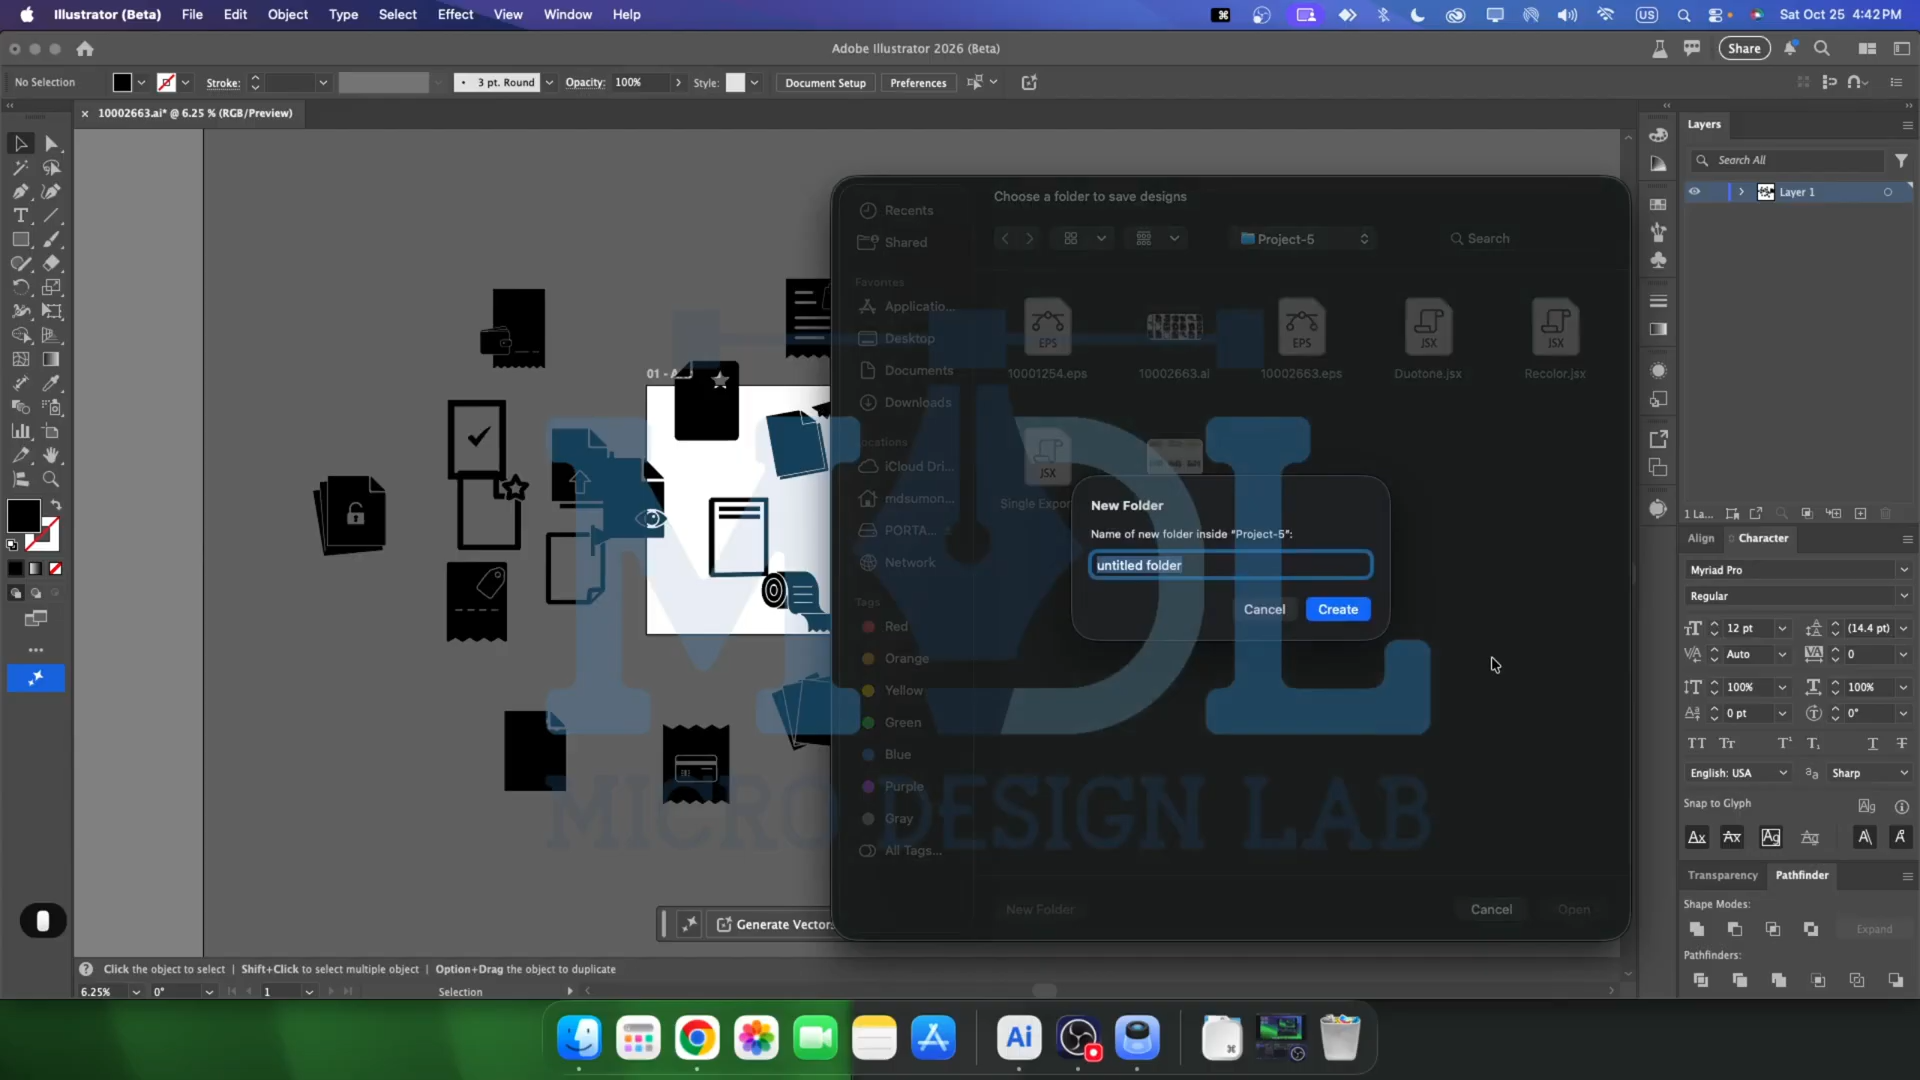 Illustrator (Beta) File Edit Object Type Select Effect View Window Help
US Sat Oct 25 4:42 PM
Adobe Illustrator 2026 (Beta)
Share
No Selection Stroke: 3 pt. Round Opacity: 100% Style: Document Setup Preferences
10002663.ai* @ 6.25 % (RGB/Preview)
Layers
Search All
Layer 1
Choose a folder to save designs
Recents
Shared
Project-5
Search
Favorites
Applicatio...
Desktop
Documents
Downloads
EPS
10001254.eps
10002663.ai
EPS
10002663.eps
JSX
Duotone.jsx
JSX
Recolor.jsx
JSX
Single Expor
iCloud Dri...
mdsumon...
PORTA...
Network
Tags
Red
Orange
Yellow
Green
Blue
Purple
Gray
All Tags...
New Folder
Name of new folder inside “Project-5”:
untitled folder
Cancel
Create
New Folder
Cancel
Open
MDL
MICRO DESIGN LAB
Generate Vectors
1 La...
Align Character
Myriad Pro
Regular
12 pt (14.4 pt)
Auto 0
100% 100%
0 pt 0°
English: USA Sharp
Snap to Glyph
Transparency Pathfinder
Shape Modes:
Expand
Pathfinders:
Click the object to select | Shift+Click to select multiple object | Option+Drag the object to duplicate
6.25% 0° 1 Selection
Ai